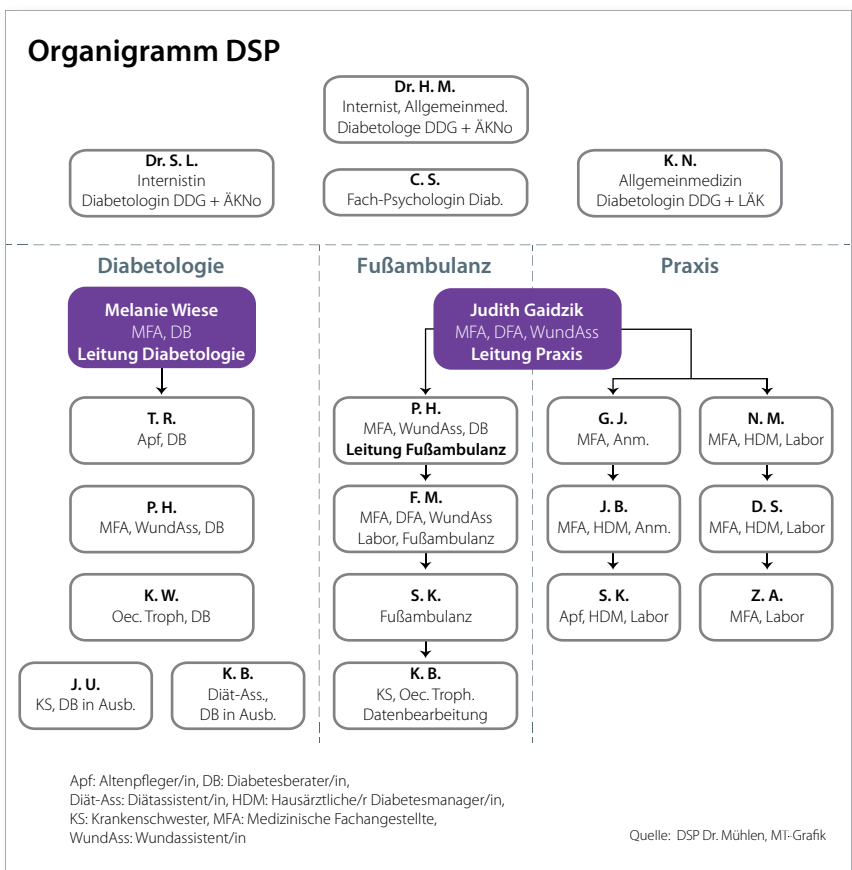 Organigramm DSP
Dr. H. M.
Internist, Allgemeinmed.
Diabetologe DDG + ÄKNo
Dr. S. L.
Internistin
Diabetologin DDG + ÄKNo
C. S.
Fach-Psychologin Diab.
K. N.
Allgemeinmedizin
Diabetologin DDG + LÄK
Diabetologie
Melanie Wiese
MFA, DB
Leitung Diabetologie
T. R.
Apf, DB
P. H.
MFA, WundAss, DB
K. W.
Oec. Troph, DB
J. U.
KS, DB in Ausb.
K. B.
Diät-Ass.,
DB in Ausb.
Fußambulanz
Praxis
Judith Gaidzik
MFA, DFA, WundAss
Leitung Praxis
P. H.
MFA, WundAss, DB
Leitung Fußambulanz
F. M.
MFA, DFA, WundAss
Labor, Fußambulanz
S. K.
Fußambulanz
K. B.
KS, Oec. Troph.
Datenbearbeitung
G. J.
MFA, Anm.
J. B.
MFA, HDM, Anm.
S. K.
Apf, HDM, Labor
N. M.
MFA, HDM, Labor
D. S.
MFA, HDM, Labor
Z. A.
MFA, Labor
Apf: Altenpfleger/in, DB: Diabetesberater/in,
Diät-Ass: Diätassistent/in, HDM: Hausärztliche/r Diabetesmanager/in,
KS: Krankenschwester, MFA: Medizinische Fachangestellte,
WundAss: Wundassistent/in
Quelle: DSP Dr. Mühlen, MT-Grafik